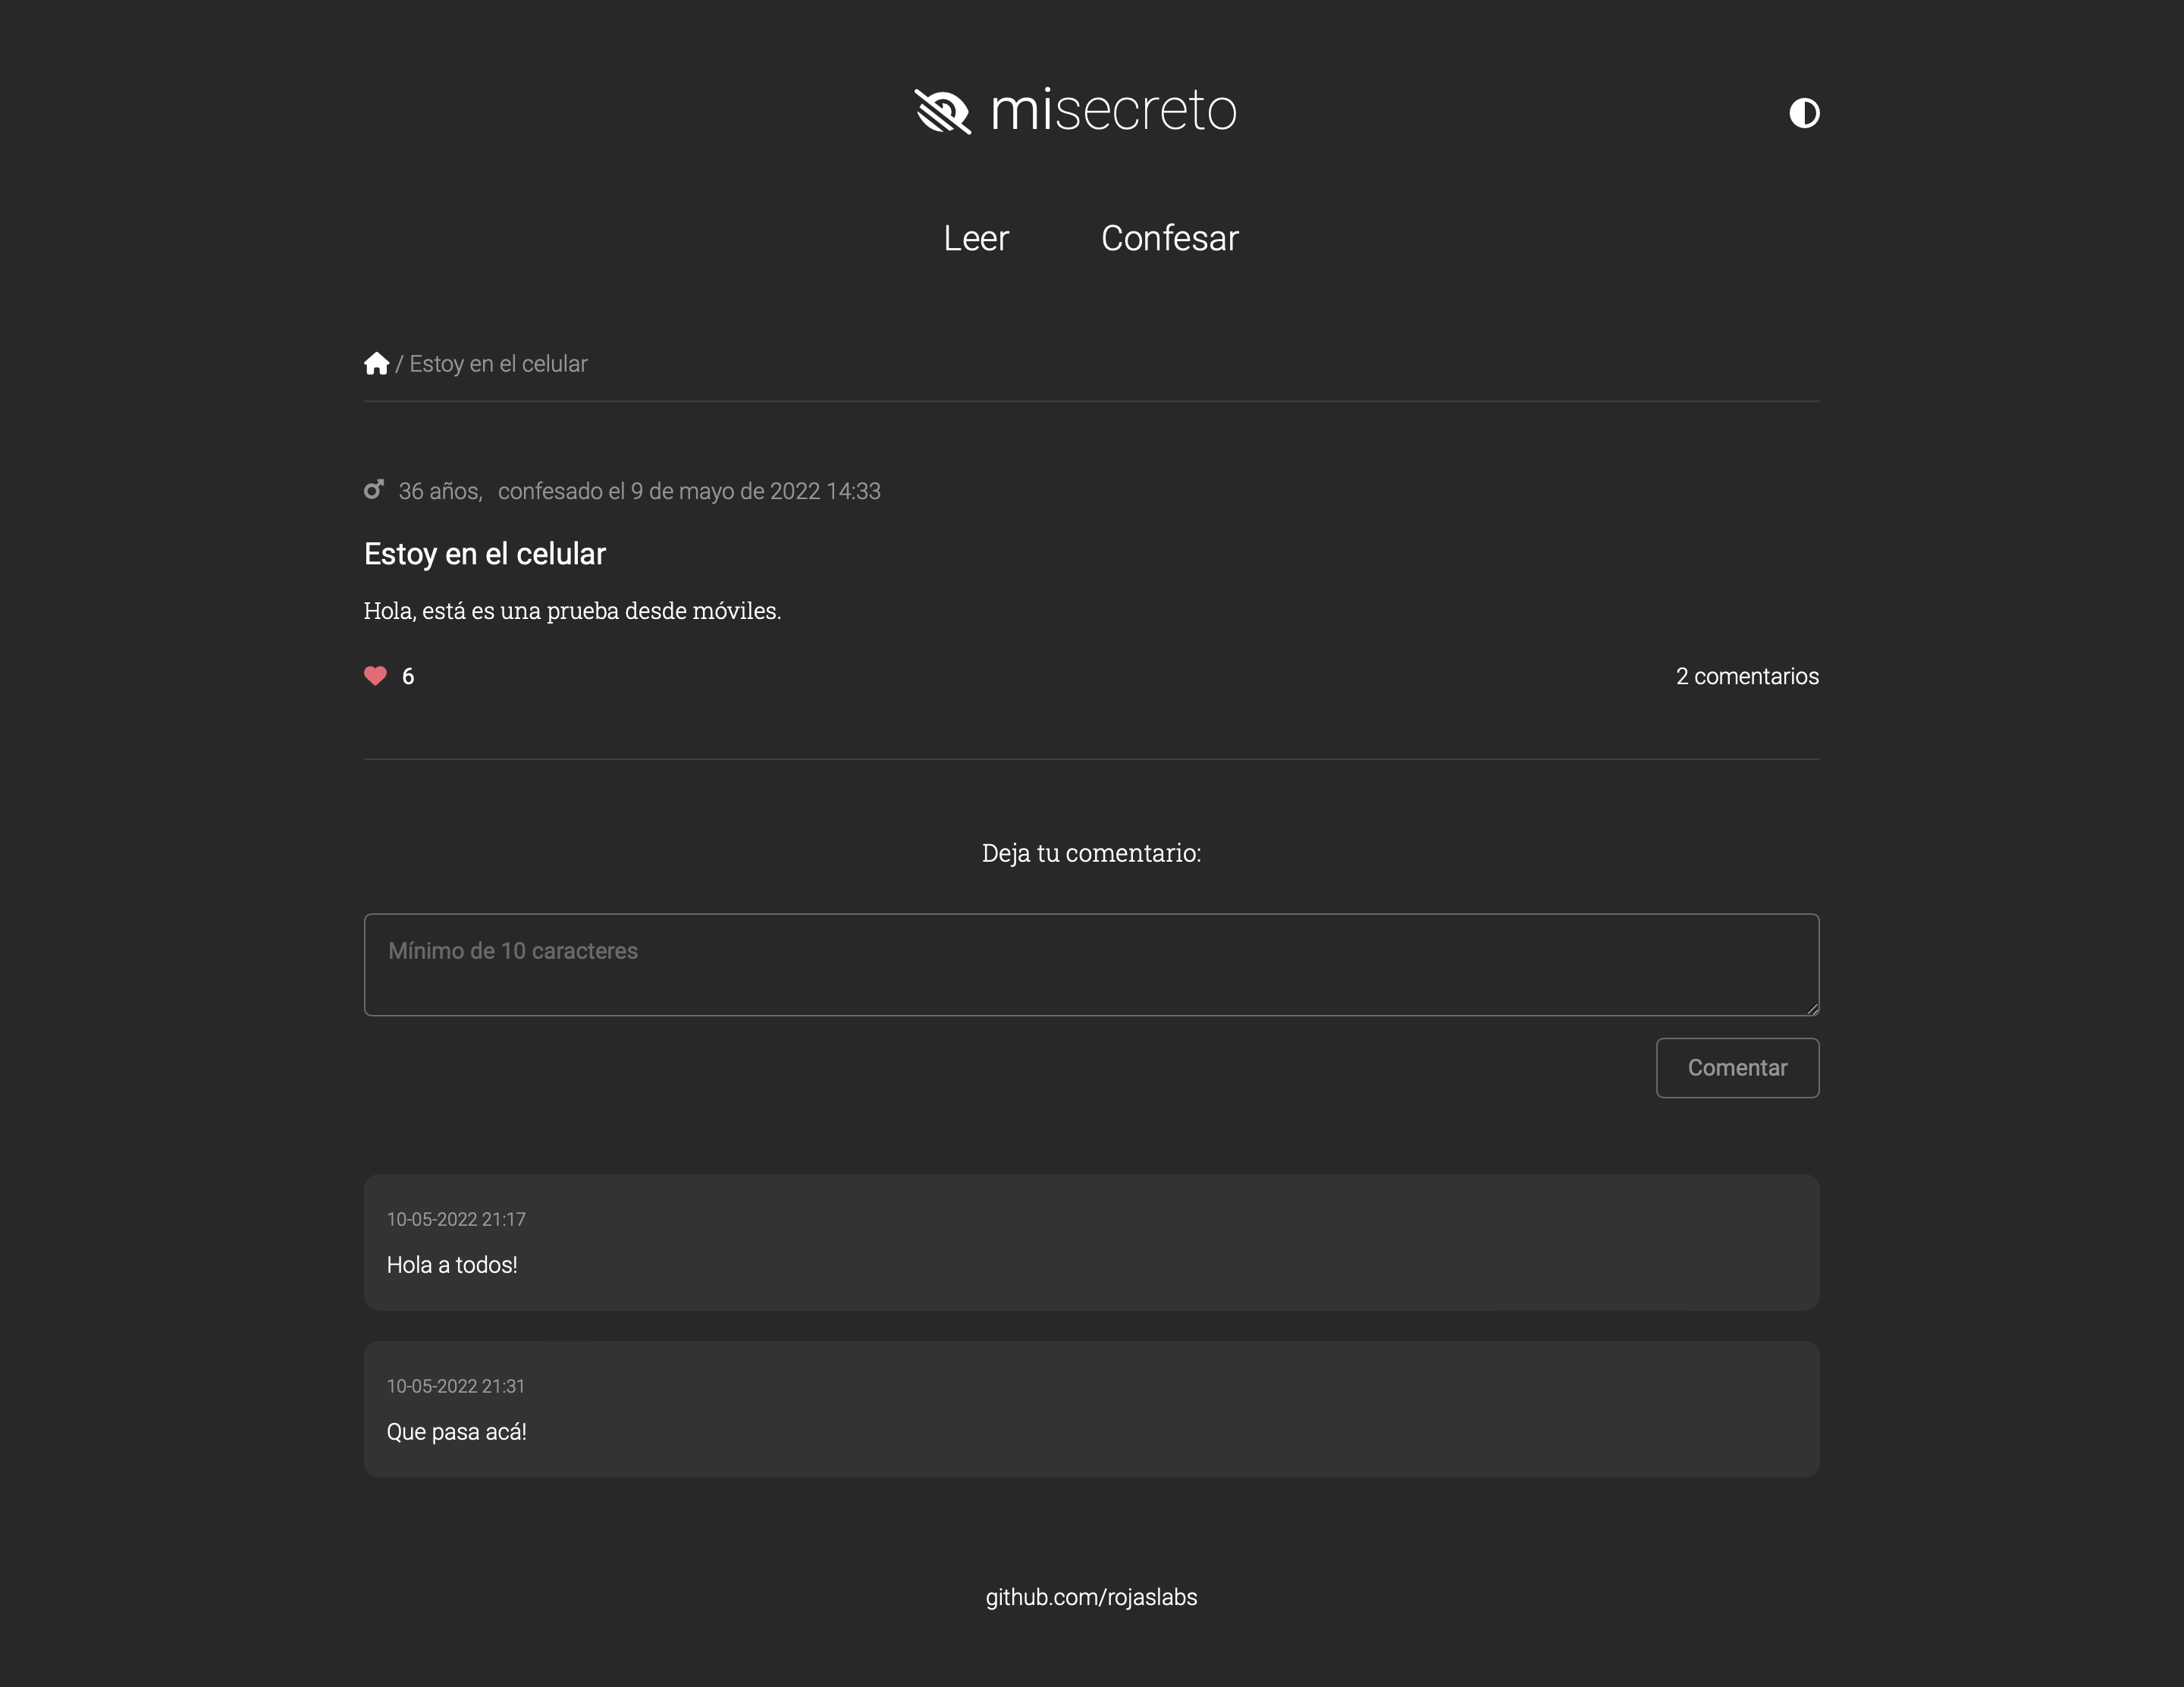 misecreto
Leer Confesar
/ Estoy en el celular
36 años, confesado el 9 de mayo de 2022 14:33
Estoy en el celular
Hola, está es una prueba desde móviles.
6 2 comentarios
Deja tu comentario:
Mínimo de 10 caracteres
Comentar
10-05-2022 21:17
Hola a todos!
10-05-2022 21:31
Que pasa acá!
github.com/rojaslabs